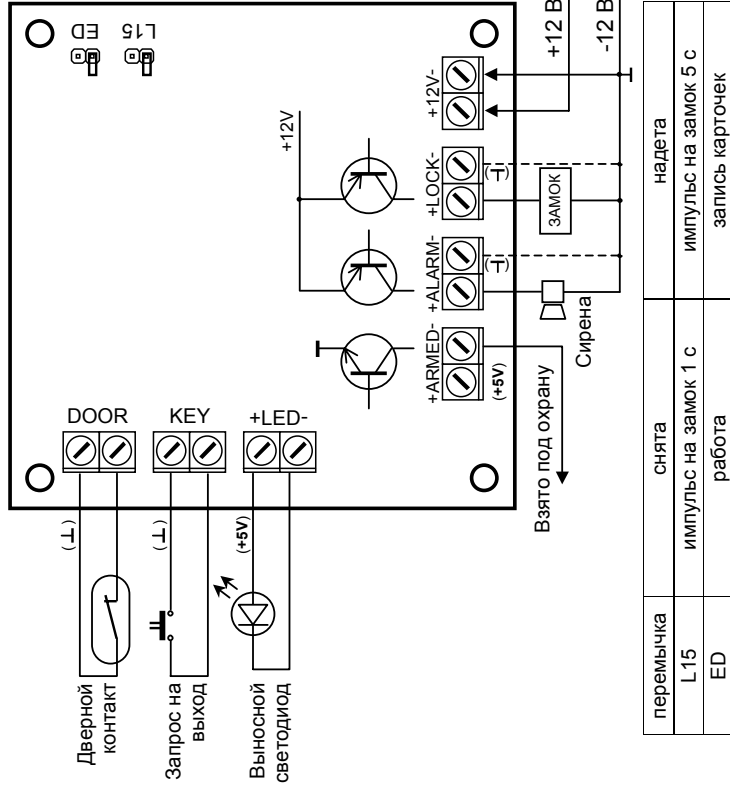 ED
L15
+12V
DOOR
KEY
+LED-
+ARMED-
+ALARM-
+LOCK-
+12V-
(⊥)
(⊥)
(+5V)
(+5V)
(⊥)
(⊥)
Дверной
контакт
Запрос на
выход
Выносной
светодиод
Взято под охрану
Сирена
ЗАМОК
+12 В
-12 В
перемычка снята надета
L15 импульс на замок 1 с импульс на замок 5 с
ED работа запись карточек